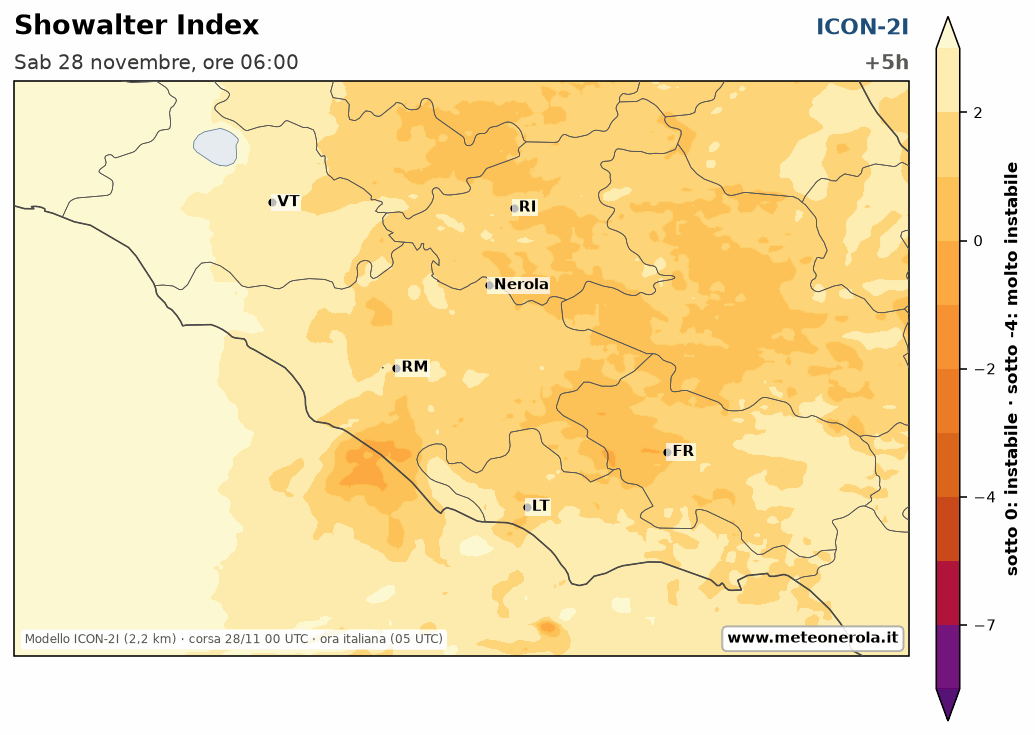 Showalter Index
ICON-2I
Sab 28 novembre, ore 06:00
+5h
VT
RI
Nerola
RM
FR
LT
Modello ICON-2I (2,2 km) · corsa 28/11 00 UTC · ora italiana (05 UTC)
www.meteonerola.it
2
0
−2
−4
−7
sotto 0: instabile · sotto -4: molto instabile